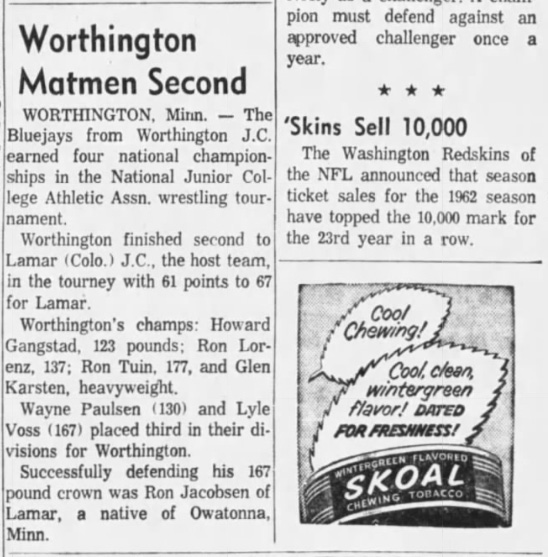 Worthington
Matmen Second
WORTHINGTON, Minn. — The
Bluejays from Worthington J.C.
earned four national champion-
ships in the National Junior Col-
lege Athletic Assn. wrestling tour-
nament.
Worthington finished second to
Lamar (Colo.) J.C., the host team,
in the tourney with 61 points to 67
for Lamar.
Worthington's champs: Howard
Gangstad, 123 pounds; Ron Lor-
enz, 137; Ron Tuin, 177, and Glen
Karsten, heavyweight.
Wayne Paulsen (130) and Lyle
Voss (167) placed third in their di-
visions for Worthington.
Successfully defending his 167
pound crown was Ron Jacobsen of
Lamar, a native of Owatonna,
Minn.
pion must defend against an
approved challenger once a
year.
★ ★ ★
'Skins Sell 10,000
The Washington Redskins of
the NFL announced that season
ticket sales for the 1962 season
have topped the 10,000 mark for
the 23rd year in a row.
Cool
Chewing!
Cool, clean,
wintergreen
flavor! DATED
FOR FRESHNESS!
WINTERGREEN FLAVORED
SKOAL
CHEWING TOBACCO